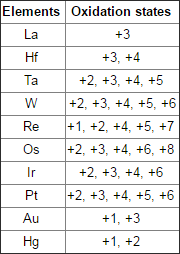 Elements Oxidation states
La +3
Hf +3, +4
Ta +2, +3, +4, +5
W +2, +3, +4, +5, +6
Re +1, +2, +4, +5, +7
Os +2, +3, +4, +6, +8
Ir +2, +3, +4, +6
Pt +2, +3, +4, +5, +6
Au +1, +3
Hg +1, +2